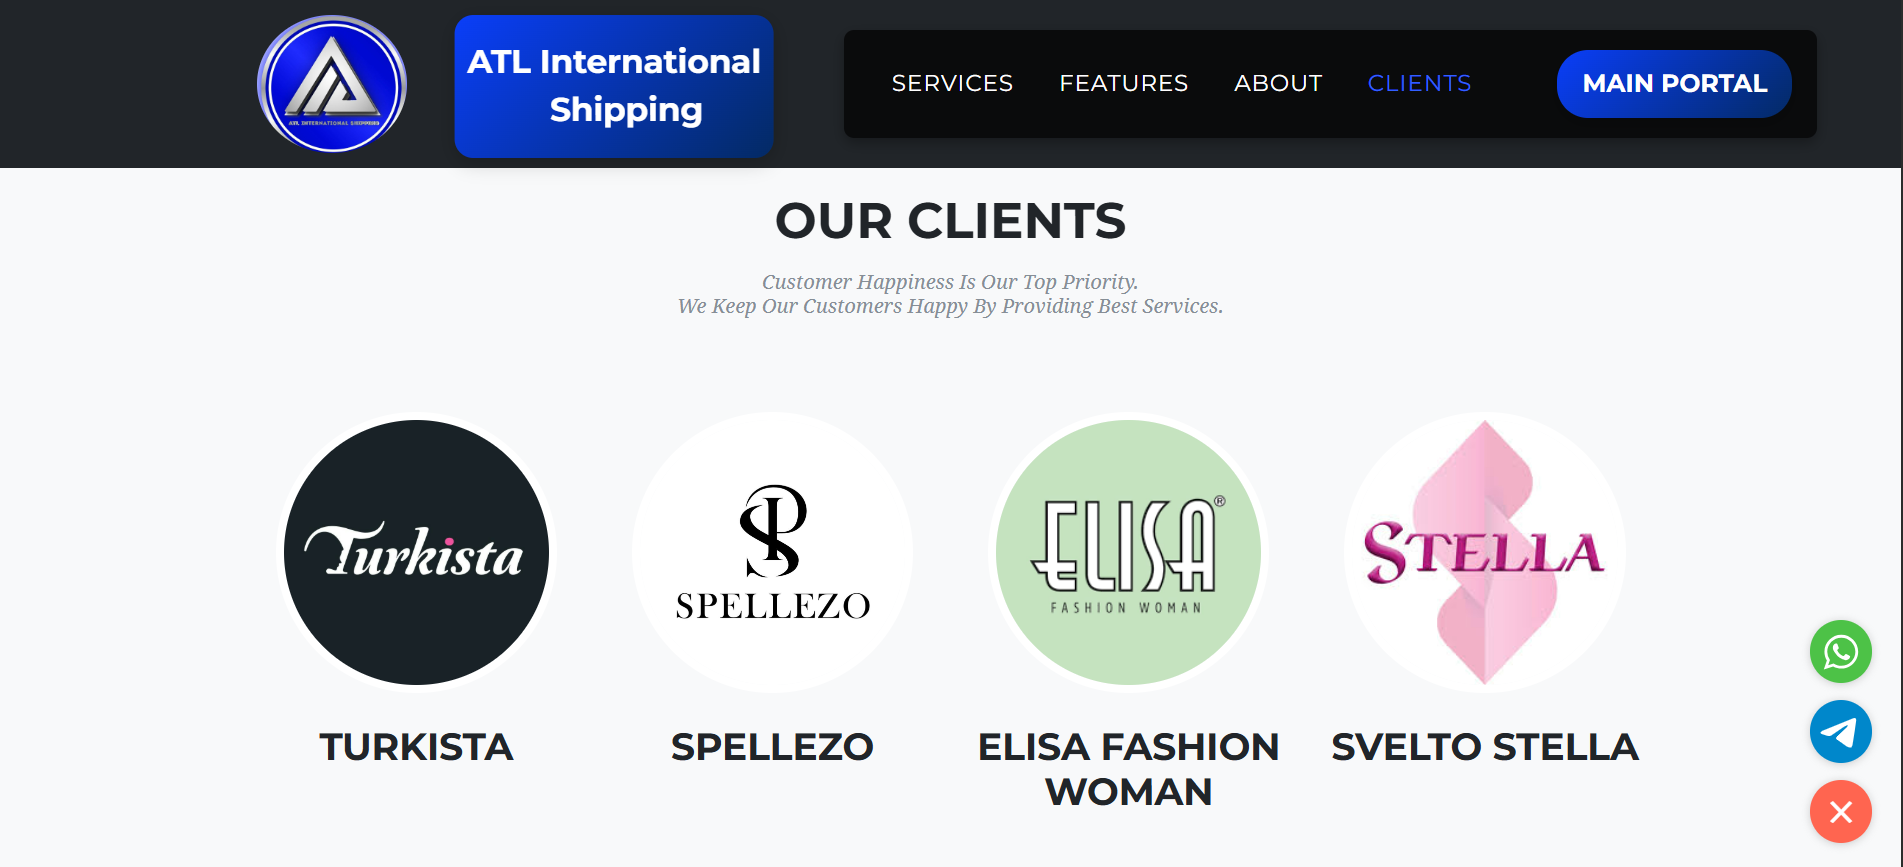 ATL INTERNATIONAL SHIPPING
ATL International
Shipping
SERVICES FEATURES ABOUT CLIENTS MAIN PORTAL
OUR CLIENTS
Customer Happiness Is Our Top Priority.
We Keep Our Customers Happy By Providing Best Services.
Turkista
SPELLEZO
ELISA®
FASHION WOMAN
STELLA
TURKISTA
SPELLEZO
ELISA FASHION
WOMAN
SVELTO STELLA